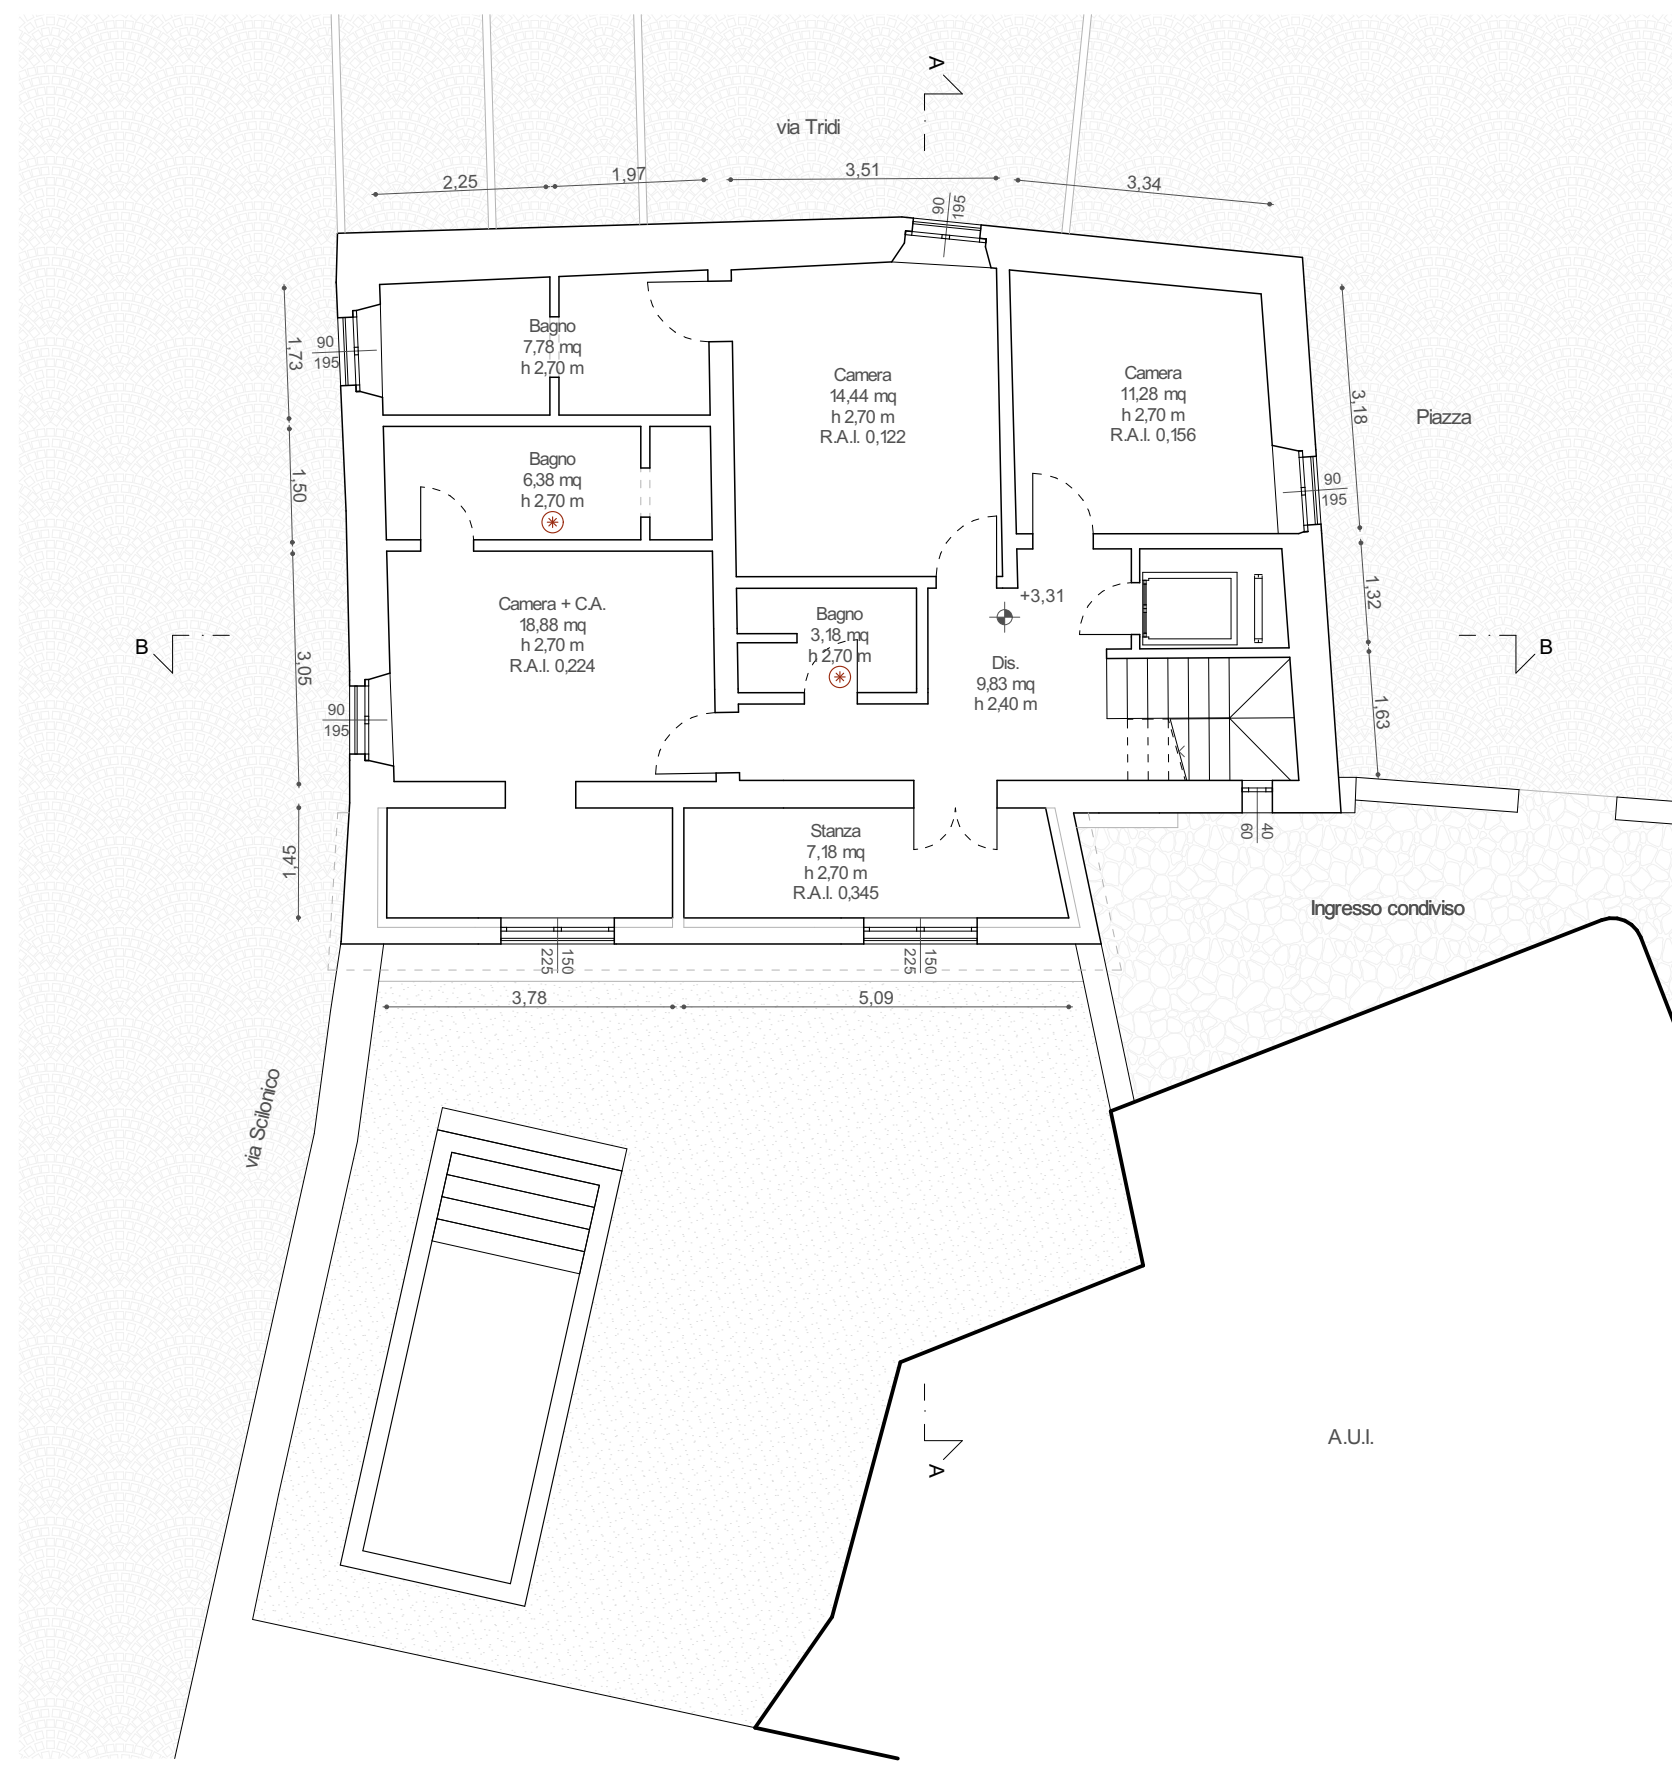 A
via Tridi
2,25
1,97
3,51
3,34
90
195
1,73
90
195
Bagno
7,78 mq
h 2,70 m
Camera
14,44 mq
h 2,70 m
R.A.I. 0,122
Camera
11,28 mq
h 2,70 m
R.A.I. 0,156
3,18
Piazza
1,50
Bagno
6,38 mq
h 2,70 m
90
195
+3,31
1,32
Camera + C.A.
18,88 mq
h 2,70 m
R.A.I. 0,224
Bagno
3,18 mq
h 2,70 m
B
B
3,05
Dis.
9,83 mq
h 2,40 m
1,63
90
195
1,45
Stanza
7,18 mq
h 2,70 m
R.A.I. 0,345
40
60
Ingresso condiviso
150
225
150
225
3,78
5,09
via Scilonico
A
A.U.I.